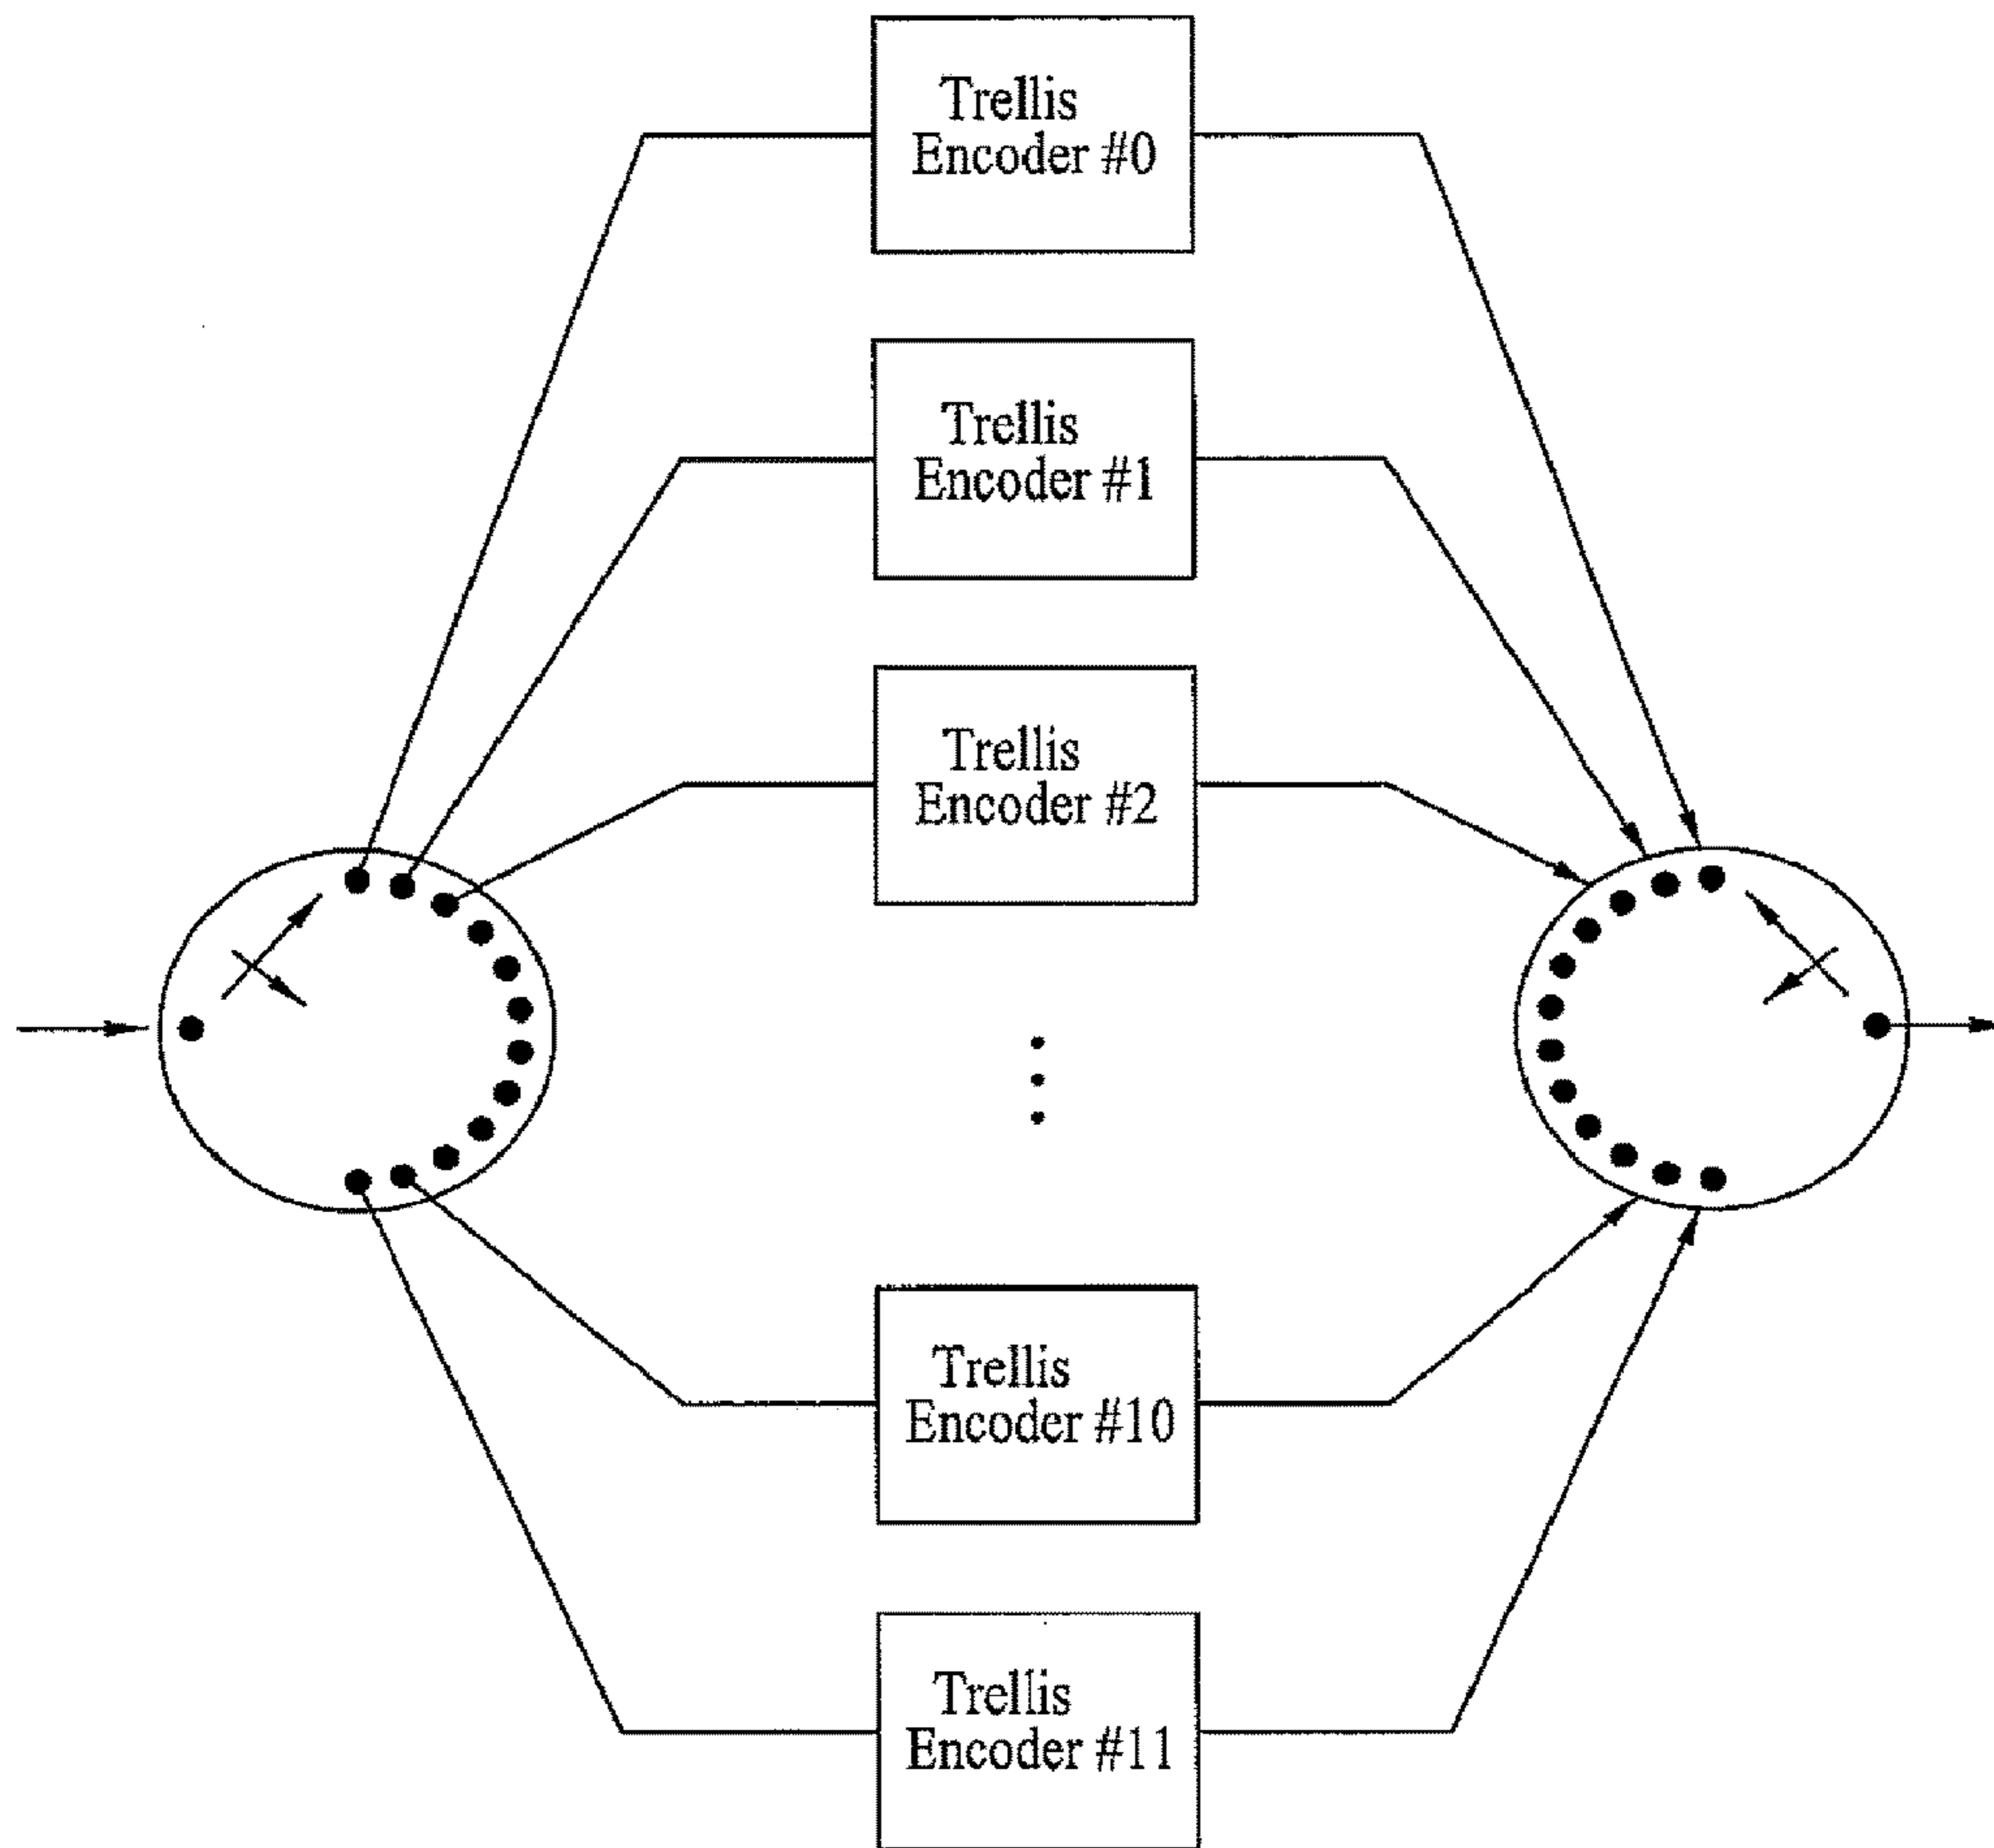 Trellis
Encoder #0
Trellis
Encoder #1
Trellis
Encoder #2
Trellis
Encoder #10
Trellis
Encoder #11